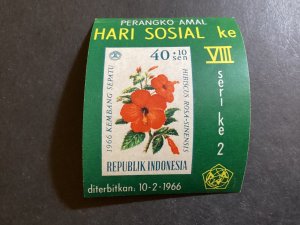 PERANGKO AMAL
HARI SOSIAL ke
VIII
seri ke 2
40+10
sen
1966 KEMBANG SEPATU
HIBISCUS ROSA-SINENSIS
REPUBLIK INDONESIA
diterbitkan: 10-2-1966